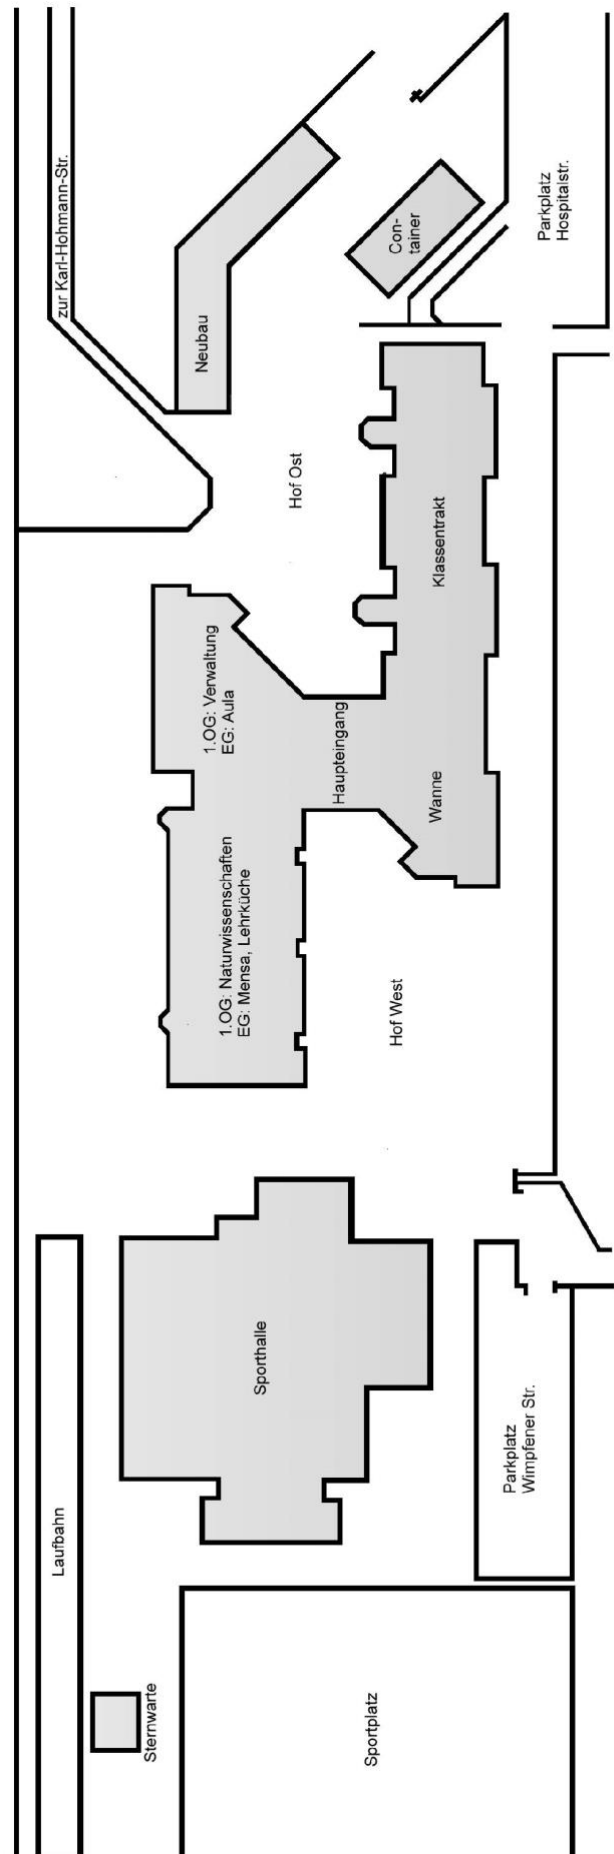 zur Karl-Hohmann-Str.
Parkplatz
Hospitalstr.
Con-
tainer
Neubau
Hof Ost
Klassentrakt
1.OG: Verwaltung
EG: Aula
Haupteingang
Wanne
1.OG: Naturwissenschaften
EG: Mensa, Lehrküche
Hof West
Sporthalle
Parkplatz
Wimpfener Str.
Laufbahn
Sternwarte
Sportplatz